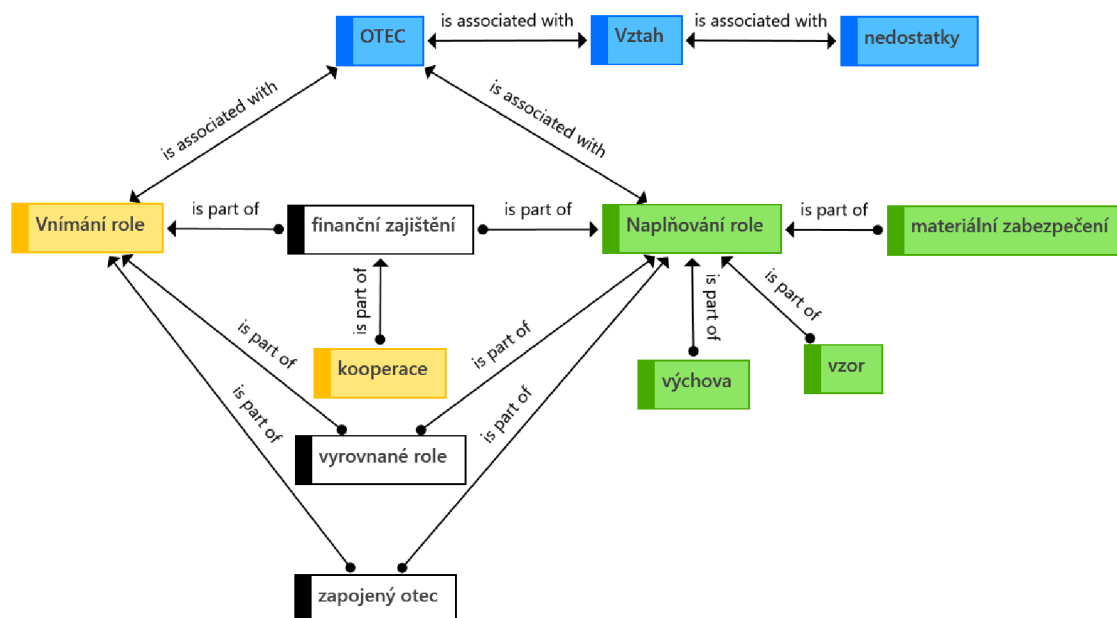 is associated with
is associated with
OTEC
Vztah
nedostatky
is associated with
is associated with
Vnímání role
is part of
finanční zajištění
is part of
Naplňování role
is part of
materiální zabezpečení
is part of
is part of
is part of
is part of
is part of
kooperace
výchova
vzor
is part of
is part of
vyrovnané role
zapojený otec